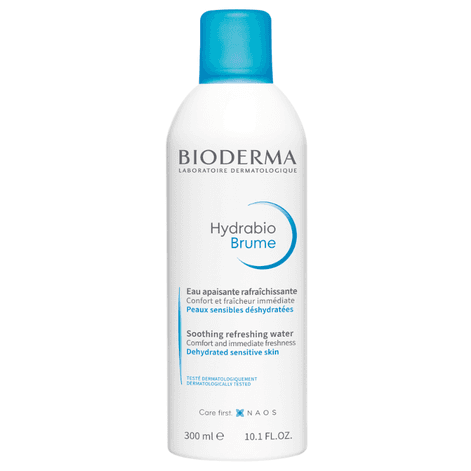 BIODERMA
LABORATOIRE DERMATOLOGIQUE
Hydrabio
Brume
Eau apaisante rafraîchissante
Confort et fraîcheur immédiate
Peaux sensibles déshydratées
Soothing refreshing water
Comfort and immediate freshness
Dehydrated sensitive skin
TESTÉ DERMATOLOGIQUEMENT
DERMATOLOGICALLY TESTED
Care first. NAOS
300 ml ℮ 10.1 FL.OZ.